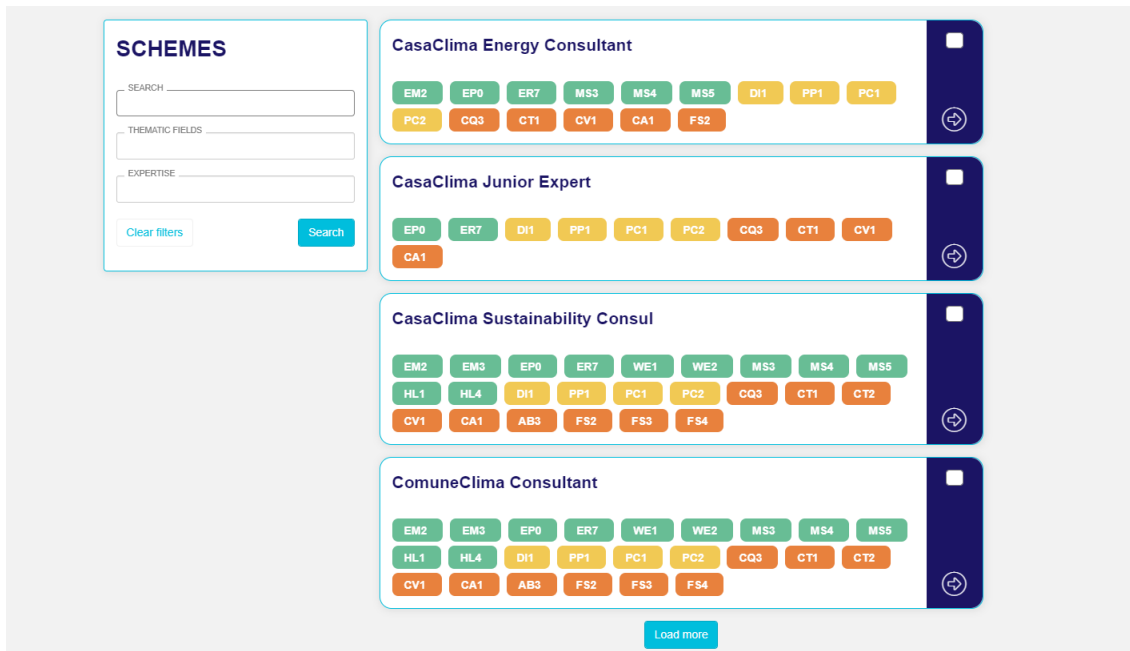 SCHEMES
SEARCH
THEMATIC FIELDS
EXPERTISE
Clear filters Search
CasaClima Energy Consultant
EM2 EP0 ER7 MS3 MS4 MS5 DI1 PP1 PC1
PC2 CQ3 CT1 CV1 CA1 FS2
CasaClima Junior Expert
EP0 ER7 DI1 PP1 PC1 PC2 CQ3 CT1 CV1
CA1
CasaClima Sustainability Consul
EM2 EM3 EP0 ER7 WE1 WE2 MS3 MS4 MS5
HL1 HL4 DI1 PP1 PC1 PC2 CQ3 CT1 CT2
CV1 CA1 AB3 FS2 FS3 FS4
ComuneClima Consultant
EM2 EM3 EP0 ER7 WE1 WE2 MS3 MS4 MS5
HL1 HL4 DI1 PP1 PC1 PC2 CQ3 CT1 CT2
CV1 CA1 AB3 FS2 FS3 FS4
Load more